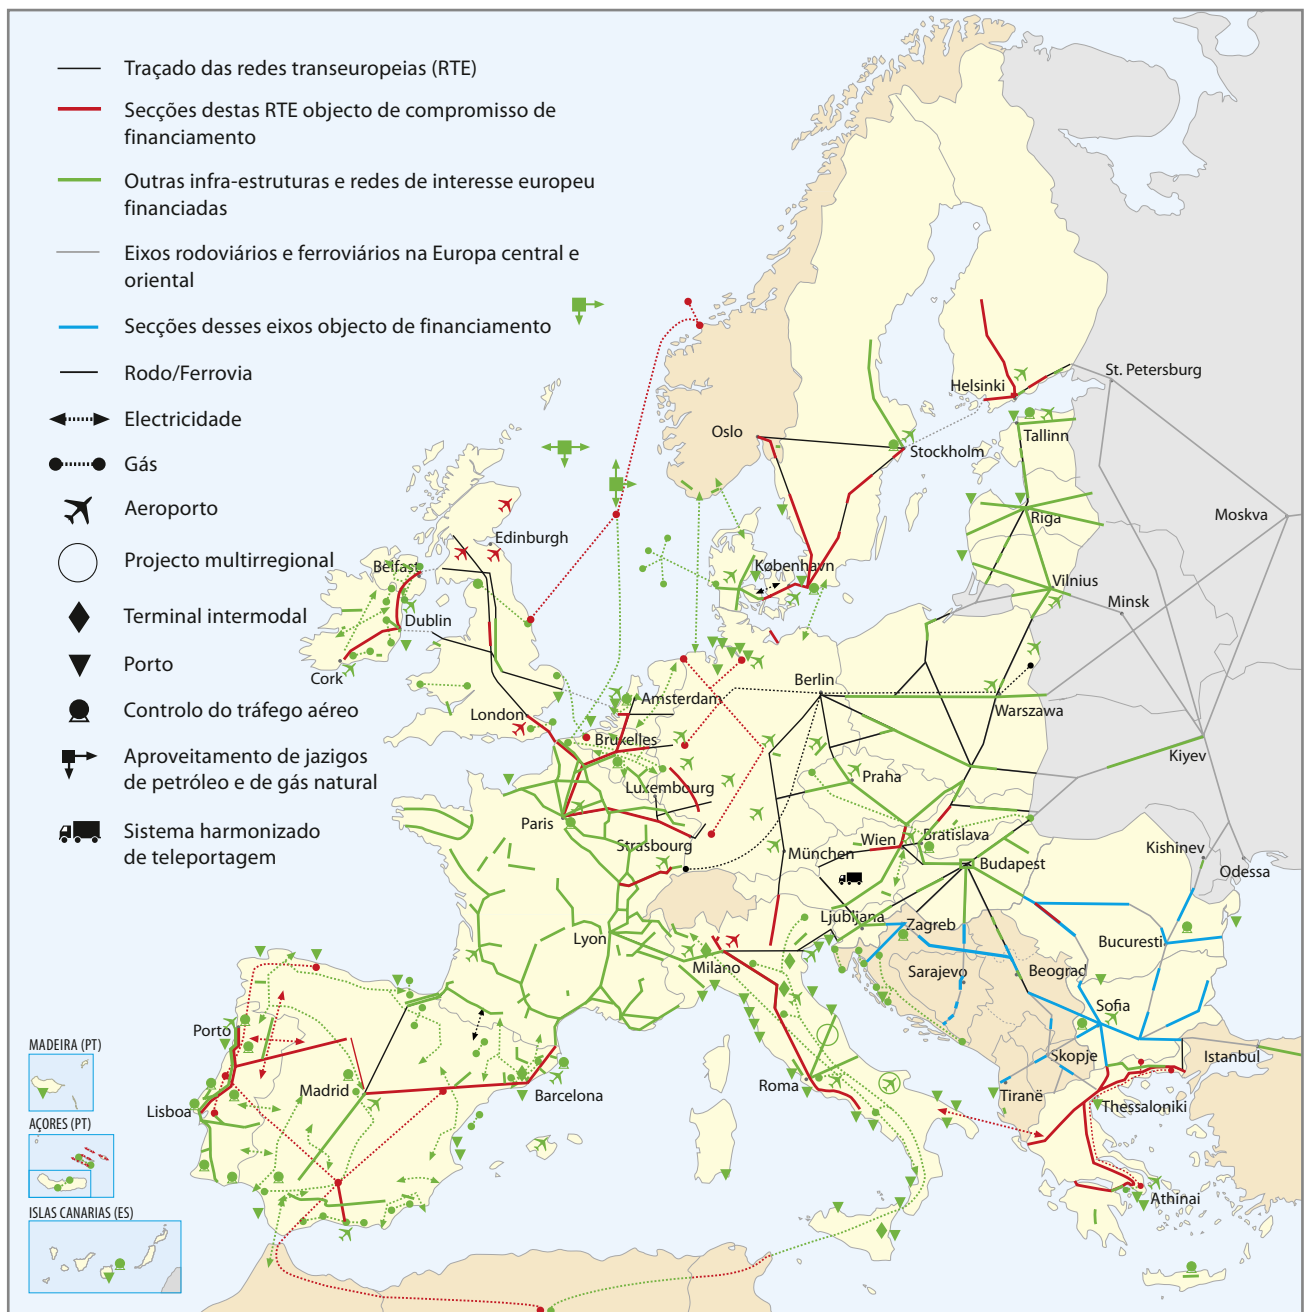 Traçado das redes transeuropeias (RTE)
Secções destas RTE objecto de compromisso de
financiamento
Outras infra-estruturas e redes de interesse europeu
financiadas
Eixos rodoviários e ferroviários na Europa central e
oriental
Secções desses eixos objecto de financiamento
Rodo/Ferrovia
Electricidade
Gás
Aeroporto
Projecto multirregional
Terminal intermodal
Porto
Controlo do tráfego aéreo
Aproveitamento de jazigos
de petróleo e de gás natural
Sistema harmonizado
de teleportagem
St. Petersburg
Helsinki
Oslo
Tallinn
Stockholm
Moskva
Riga
Edinburgh
Belfast
København
Vilnius
Minsk
Dublin
Cork
Berlin
Amsterdam
London
Warszawa
Bruxelles
Kiyev
Praha
Luxembourg
Paris
Strasbourg
Wien
Bratislava
München
Budapest
Kishinev
Odessa
Ljubljana
Zagreb
Lyon
Bucuresti
Milano
Sarajevo
Beograd
Sofia
Porto
Skopje
Istanbul
MADEIRA (PT)
Madrid
Roma
Barcelona
Tiranë
Thessaloniki
Lisboa
AÇORES (PT)
Athinai
ISLAS CANARIAS (ES)